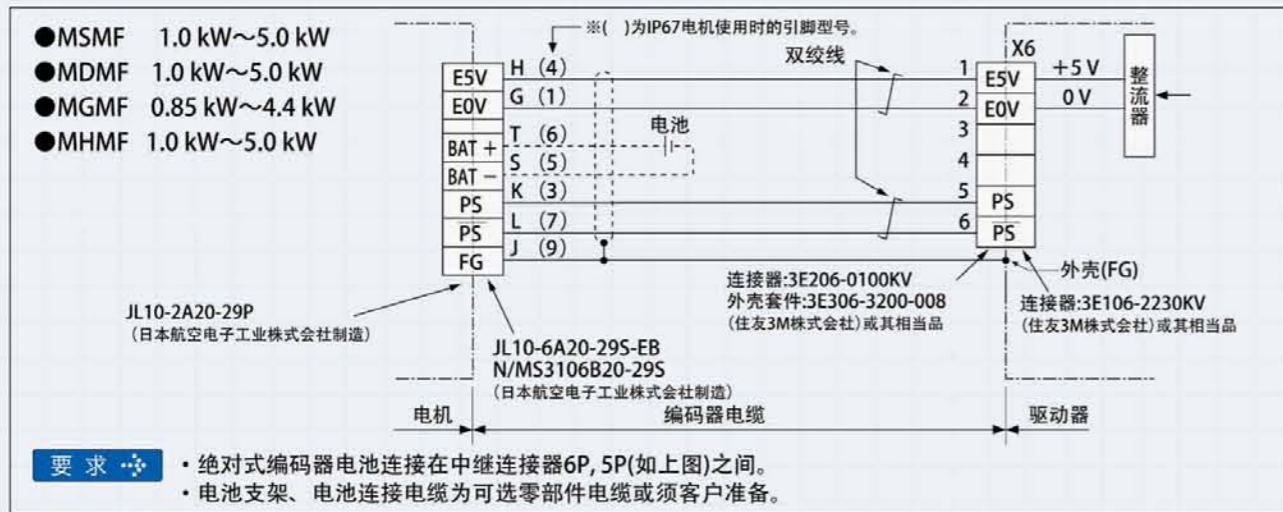 ●MSMF 1.0 kW～5.0 kW
●MDMF 1.0 kW～5.0 kW
●MGMF 0.85 kW～4.4 kW
●MHMF 1.0 kW～5.0 kW
※( )为IP67电机使用时的引脚型号。
双绞线
X6
E5V H (4) 1 E5V +5 V
E0V G (1) 2 E0V 0 V
整流器
电池
BAT + T (6) 3
BAT － S (5) 4
PS K (3) 5 PS
P̅S̅ L (7) 6 P̅S̅
FG J (9)
外壳(FG)
JL10-2A20-29P
(日本航空电子工业株式会社制造)
JL10-6A20-29S-EB
N/MS3106B20-29S
(日本航空电子工业株式会社制造)
连接器:3E206-0100KV
外壳套件:3E306-3200-008
(住友3M株式会社)或其相当品
连接器:3E106-2230KV
(住友3M株式会社)或其相当品
电机 编码器电缆 驱动器
要求
・绝对式编码器电池连接在中继连接器6P, 5P(如上图)之间。
・电池支架、电池连接电缆为可选零部件电缆或须客户准备。